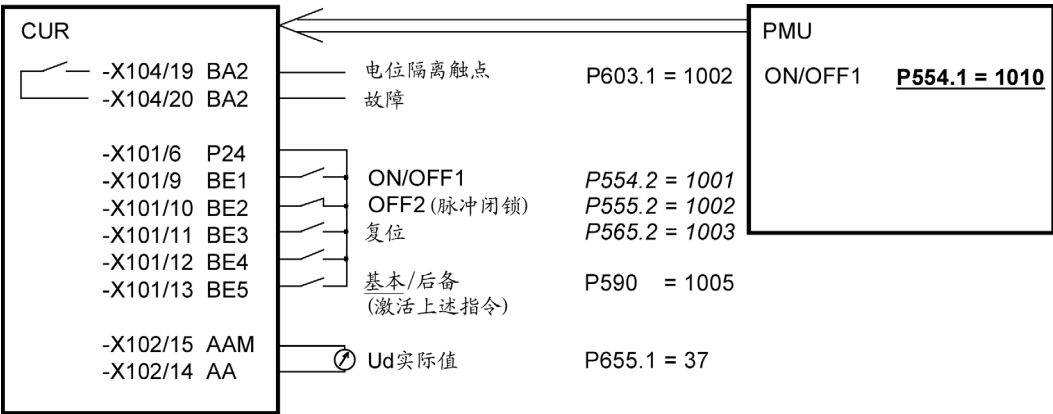 CUR
PMU
-X104/19 BA2 电位隔离触点 P603.1 = 1002 ON/OFF1 P554.1 = 1010
-X104/20 BA2 故障
-X101/6 P24
-X101/9 BE1 ON/OFF1 P554.2 = 1001
-X101/10 BE2 OFF2 (脉冲闭锁) P555.2 = 1002
-X101/11 BE3 复位 P565.2 = 1003
-X101/12 BE4
-X101/13 BE5 基本/后备 P590 = 1005
(激活上述指令)
-X102/15 AAM
-X102/14 AA Ud实际值 P655.1 = 37